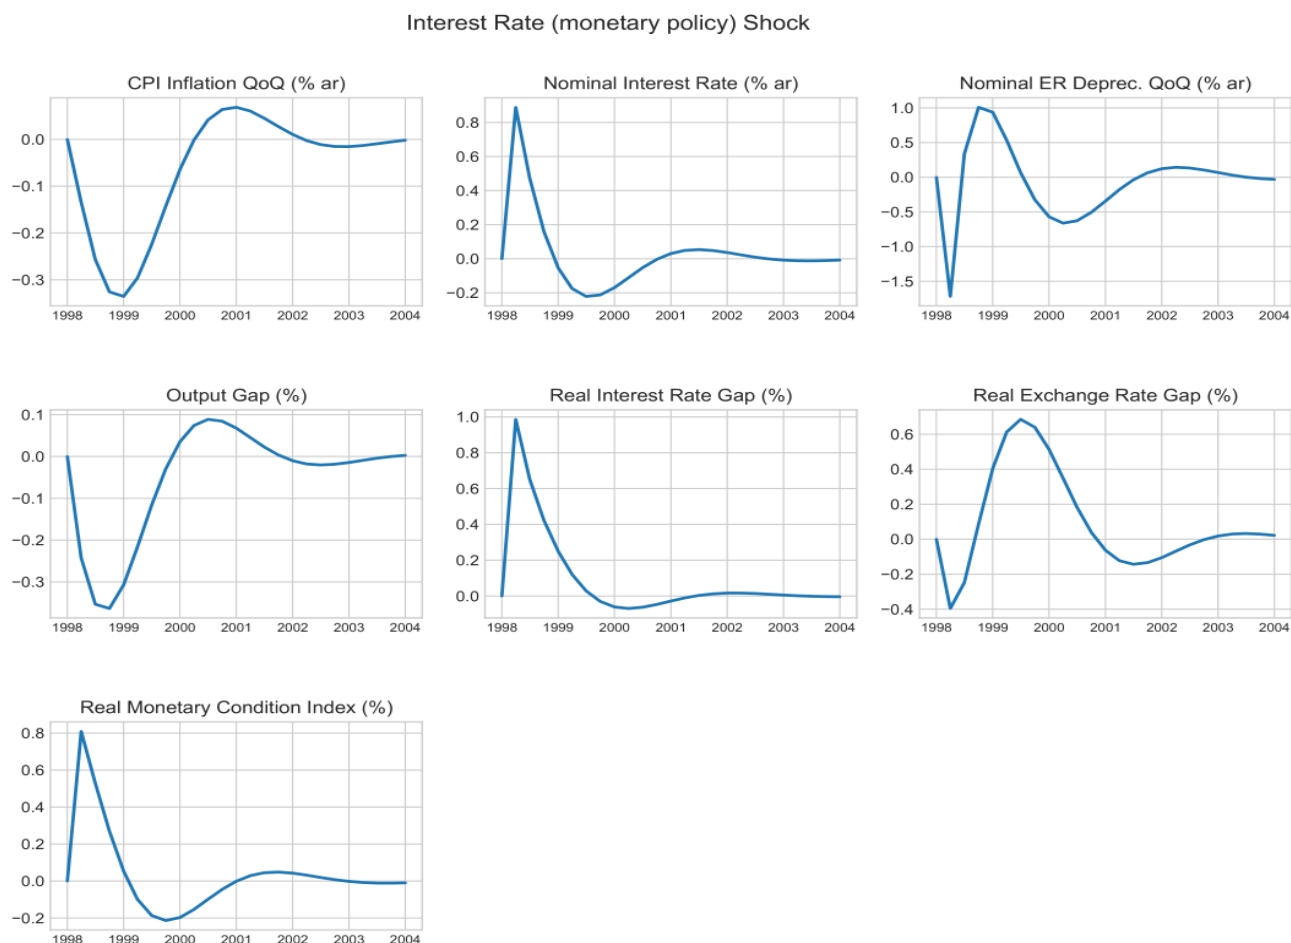 Interest Rate (monetary policy) Shock
CPI Inflation QoQ (% ar)
0.0
−0.1
−0.2
−0.3
1998 1999 2000 2001 2002 2003 2004
Nominal Interest Rate (% ar)
0.8
0.6
0.4
0.2
0.0
−0.2
1998 1999 2000 2001 2002 2003 2004
Nominal ER Deprec. QoQ (% ar)
1.0
0.5
0.0
−0.5
−1.0
−1.5
1998 1999 2000 2001 2002 2003 2004
Output Gap (%)
0.1
0.0
−0.1
−0.2
−0.3
1998 1999 2000 2001 2002 2003 2004
Real Interest Rate Gap (%)
1.0
0.8
0.6
0.4
0.2
0.0
1998 1999 2000 2001 2002 2003 2004
Real Exchange Rate Gap (%)
0.6
0.4
0.2
0.0
−0.2
−0.4
1998 1999 2000 2001 2002 2003 2004
Real Monetary Condition Index (%)
0.8
0.6
0.4
0.2
0.0
−0.2
1998 1999 2000 2001 2002 2003 2004